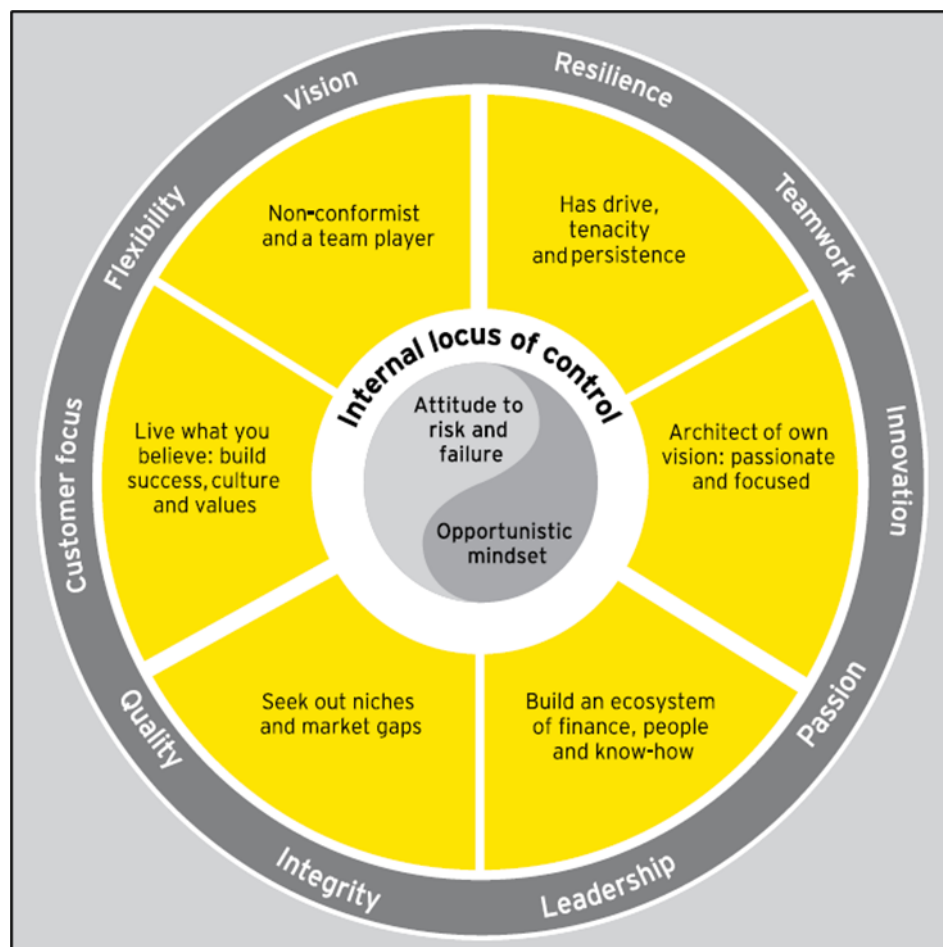 Vision
Resilience
Teamwork
Innovation
Passion
Leadership
Integrity
Quality
Customer focus
Flexibility
Non-conformist
and a team player
Has drive,
tenacity
and persistence
Architect of own
vision: passionate
and focused
Build an ecosystem
of finance, people
and know-how
Seek out niches
and market gaps
Live what you
believe: build
success, culture
and values
Internal locus of control
Attitude to
risk and
failure
Opportunistic
mindset